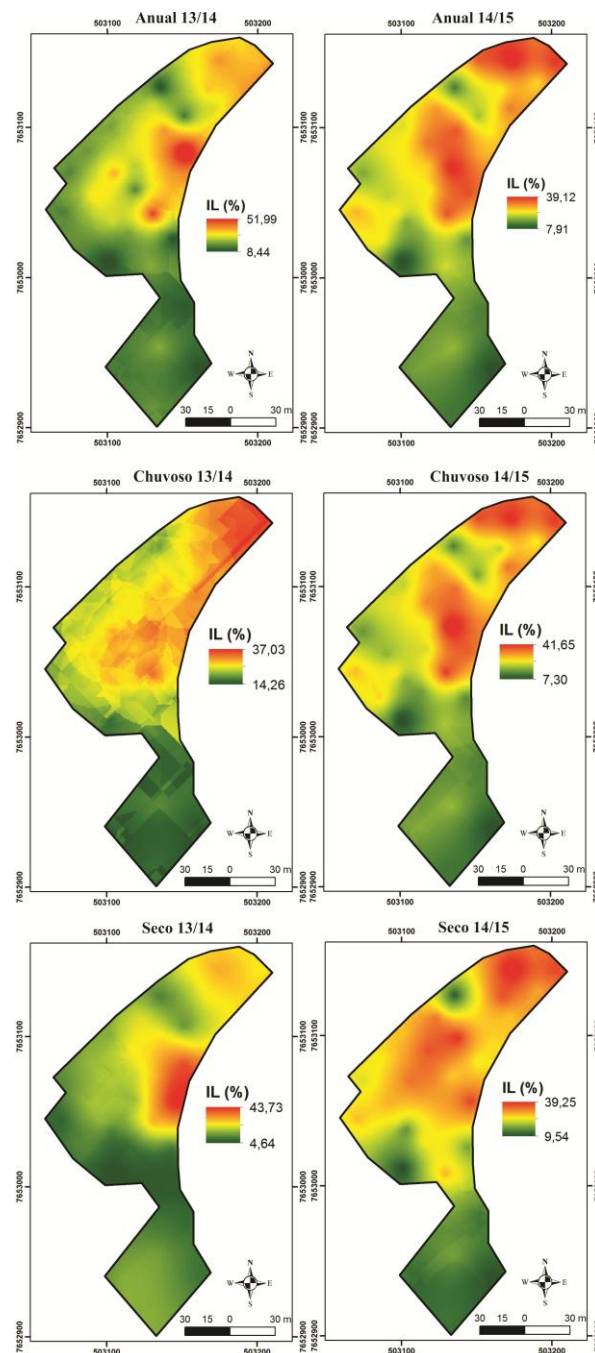 Anual 13/14
503100 503200
7653100
7653000
7652900
IL (%)
51,99
8,44
N
W E
S
30 15 0 30 m
503100 503200
Anual 14/15
503100 503200
7653100
7653000
7652900
IL (%)
39,12
7,91
N
W E
S
30 15 0 30 m
503100 503200
Chuvoso 13/14
503100 503200
7653100
7653000
7652900
IL (%)
37,03
14,26
N
W E
S
30 15 0 30 m
Chuvoso 14/15
7653100
7653000
7652900
IL (%)
41,65
7,30
N
W E
S
30 15 0 30 m
Seco 13/14
503100 503200
7653100
7653000
7652900
IL (%)
43,73
4,64
N
W E
S
30 15 0 30 m
Seco 14/15
503100 503200
7653100
7653000
7652900
IL (%)
39,25
9,54
N
W E
S
30 15 0 30 m